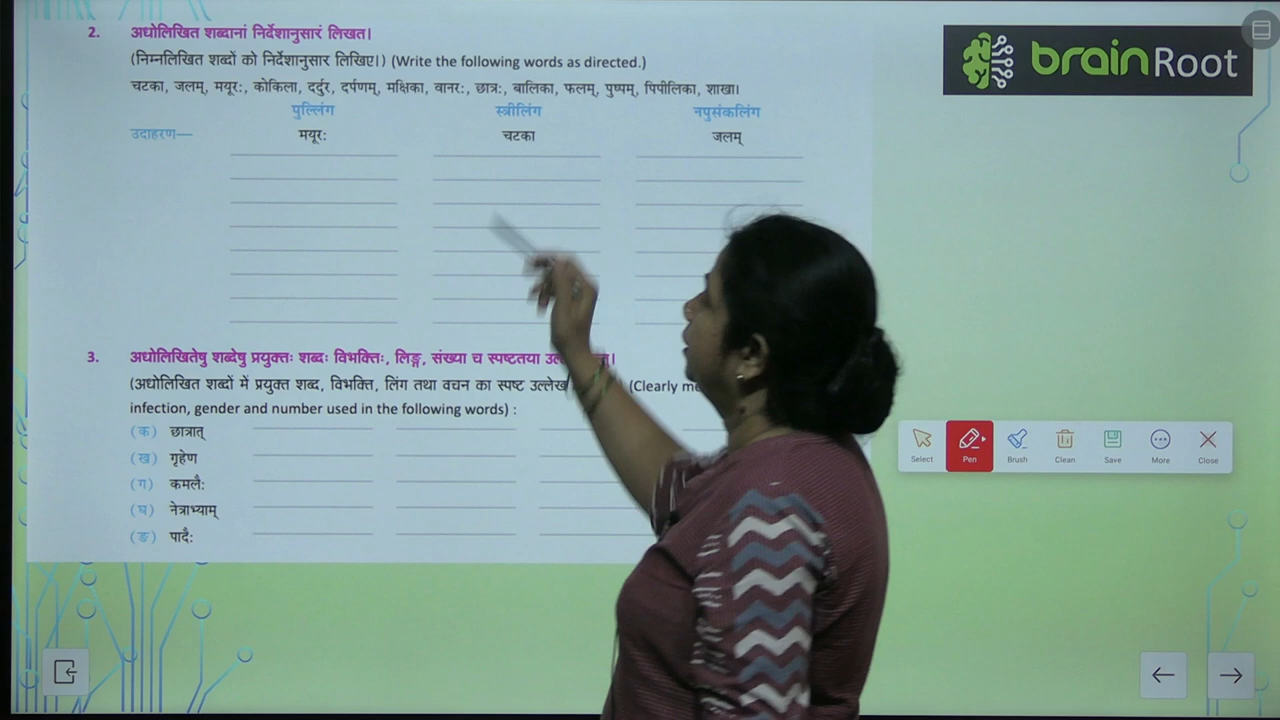 2. अधोलिखित शब्दानां निर्देशानुसारं लिखत।
(निम्नलिखित शब्दों को निर्देशानुसार लिखिए।) (Write the following words as directed.)
चटका, जलम्, मयूरः, कोकिला, दर्दुर, दर्पणम्, मक्षिका, वानरः, छात्रः, बालिका, फलम्, पुष्पम्, पिपीलिका, शाखा।
पुल्लिंग स्त्रीलिंग नपुसंकलिंग
उदाहरण— मयूरः चटका जलम्
3. अधोलिखितेषु शब्देषु प्रयुक्तः शब्दः विभक्तिः, लिङ्ग, संख्या च स्पष्टतया
(अधोलिखित शब्दों में प्रयुक्त शब्द, विभक्ति, लिंग तथा वचन का स्पष्ट उल्लेख (Clearly
infection, gender and number used in the following words) :
(क) छात्रात्
(ख) गृहेण
(ग) कमलैः
(घ) नेत्राभ्याम्
(ङ) पादैः
brainRoot
Select Pen Brush Clean Save More Close